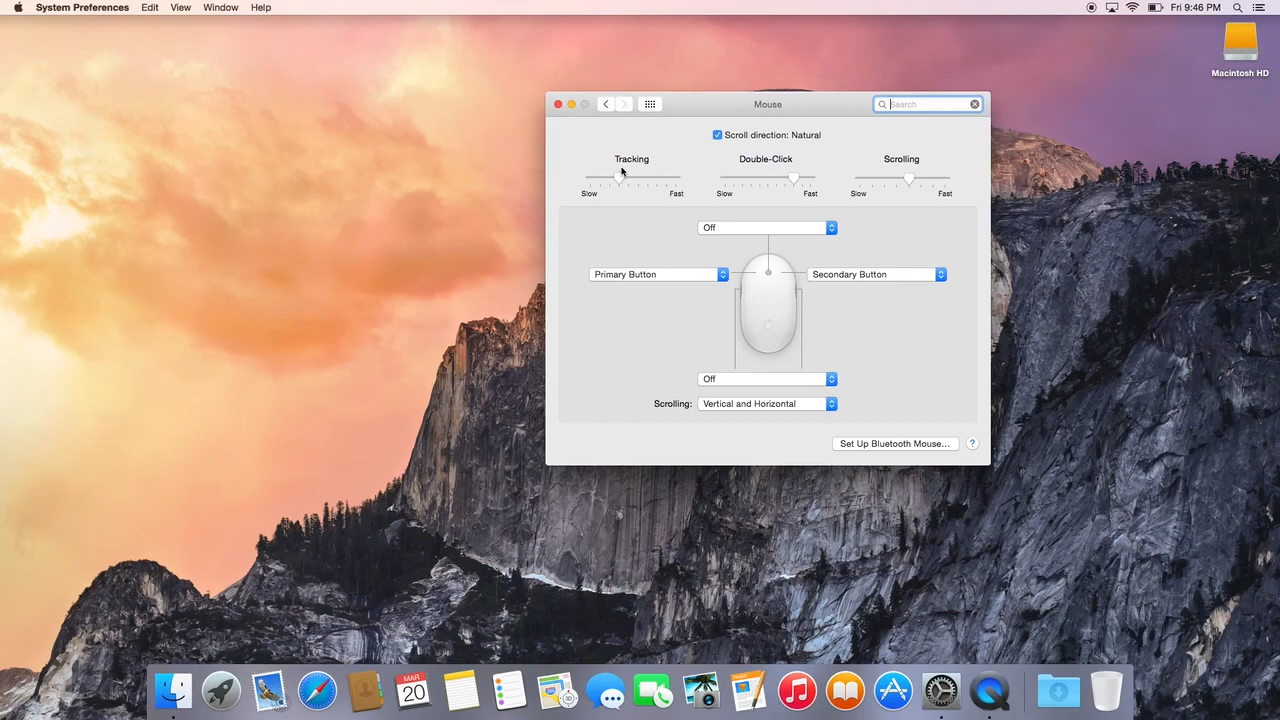 System Preferences Edit View Window Help Fri 9:46 PM
Macintosh HD
Mouse
Search
Scroll direction: Natural
Tracking Double-Click Scrolling
Slow Fast Slow Fast Slow Fast
Off
Primary Button Secondary Button
Off
Scrolling: Vertical and Horizontal
Set Up Bluetooth Mouse... ?
MAR
20
PAGES